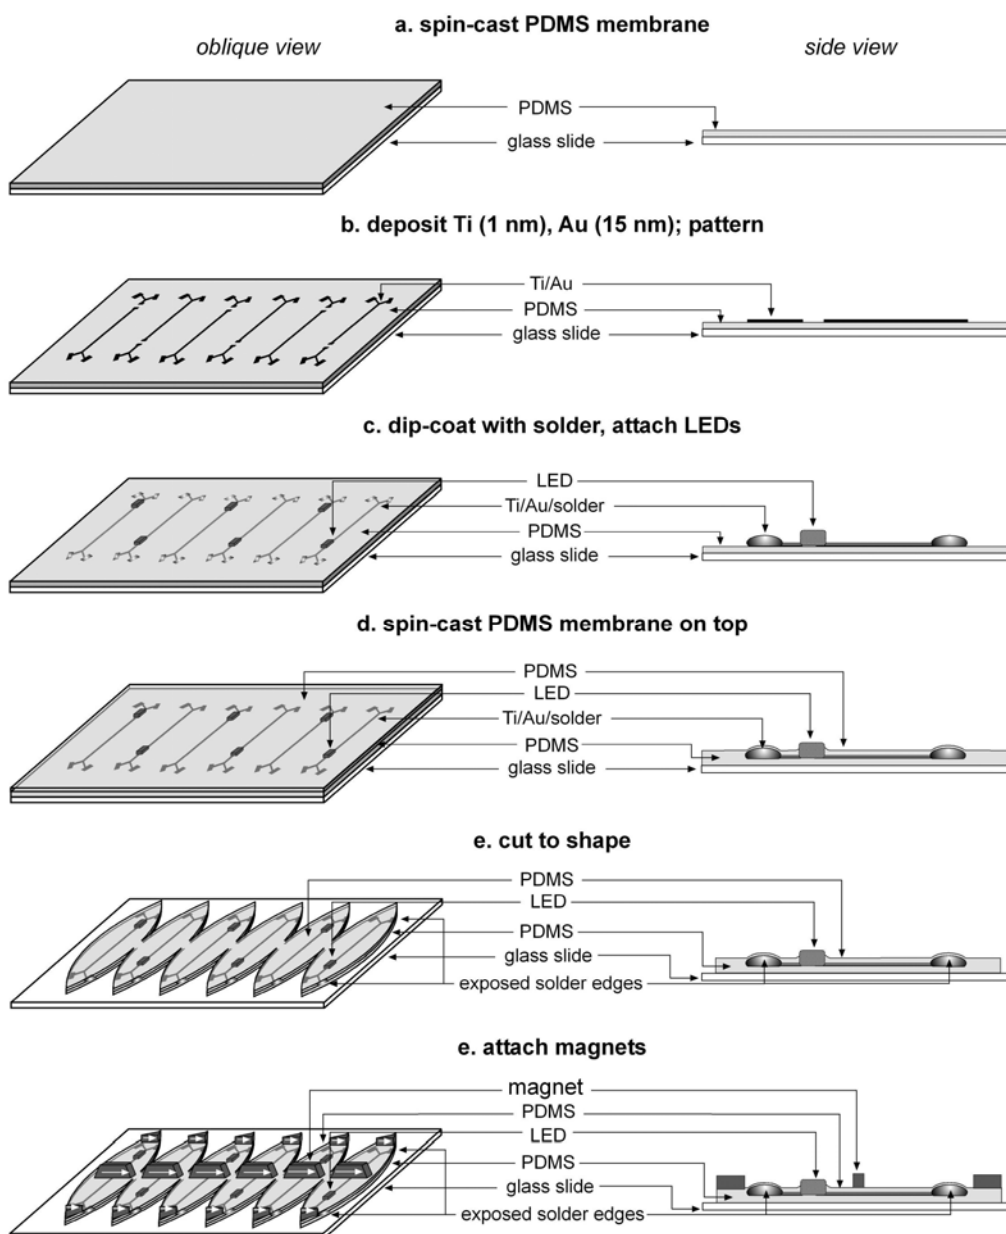 a. spin-cast PDMS membrane
oblique view
side view
PDMS
glass slide
b. deposit Ti (1 nm), Au (15 nm); pattern
Ti/Au
PDMS
glass slide
c. dip-coat with solder, attach LEDs
LED
Ti/Au/solder
PDMS
glass slide
d. spin-cast PDMS membrane on top
PDMS
LED
Ti/Au/solder
PDMS
glass slide
e. cut to shape
PDMS
LED
PDMS
glass slide
exposed solder edges
e. attach magnets
magnet
PDMS
LED
PDMS
glass slide
exposed solder edges